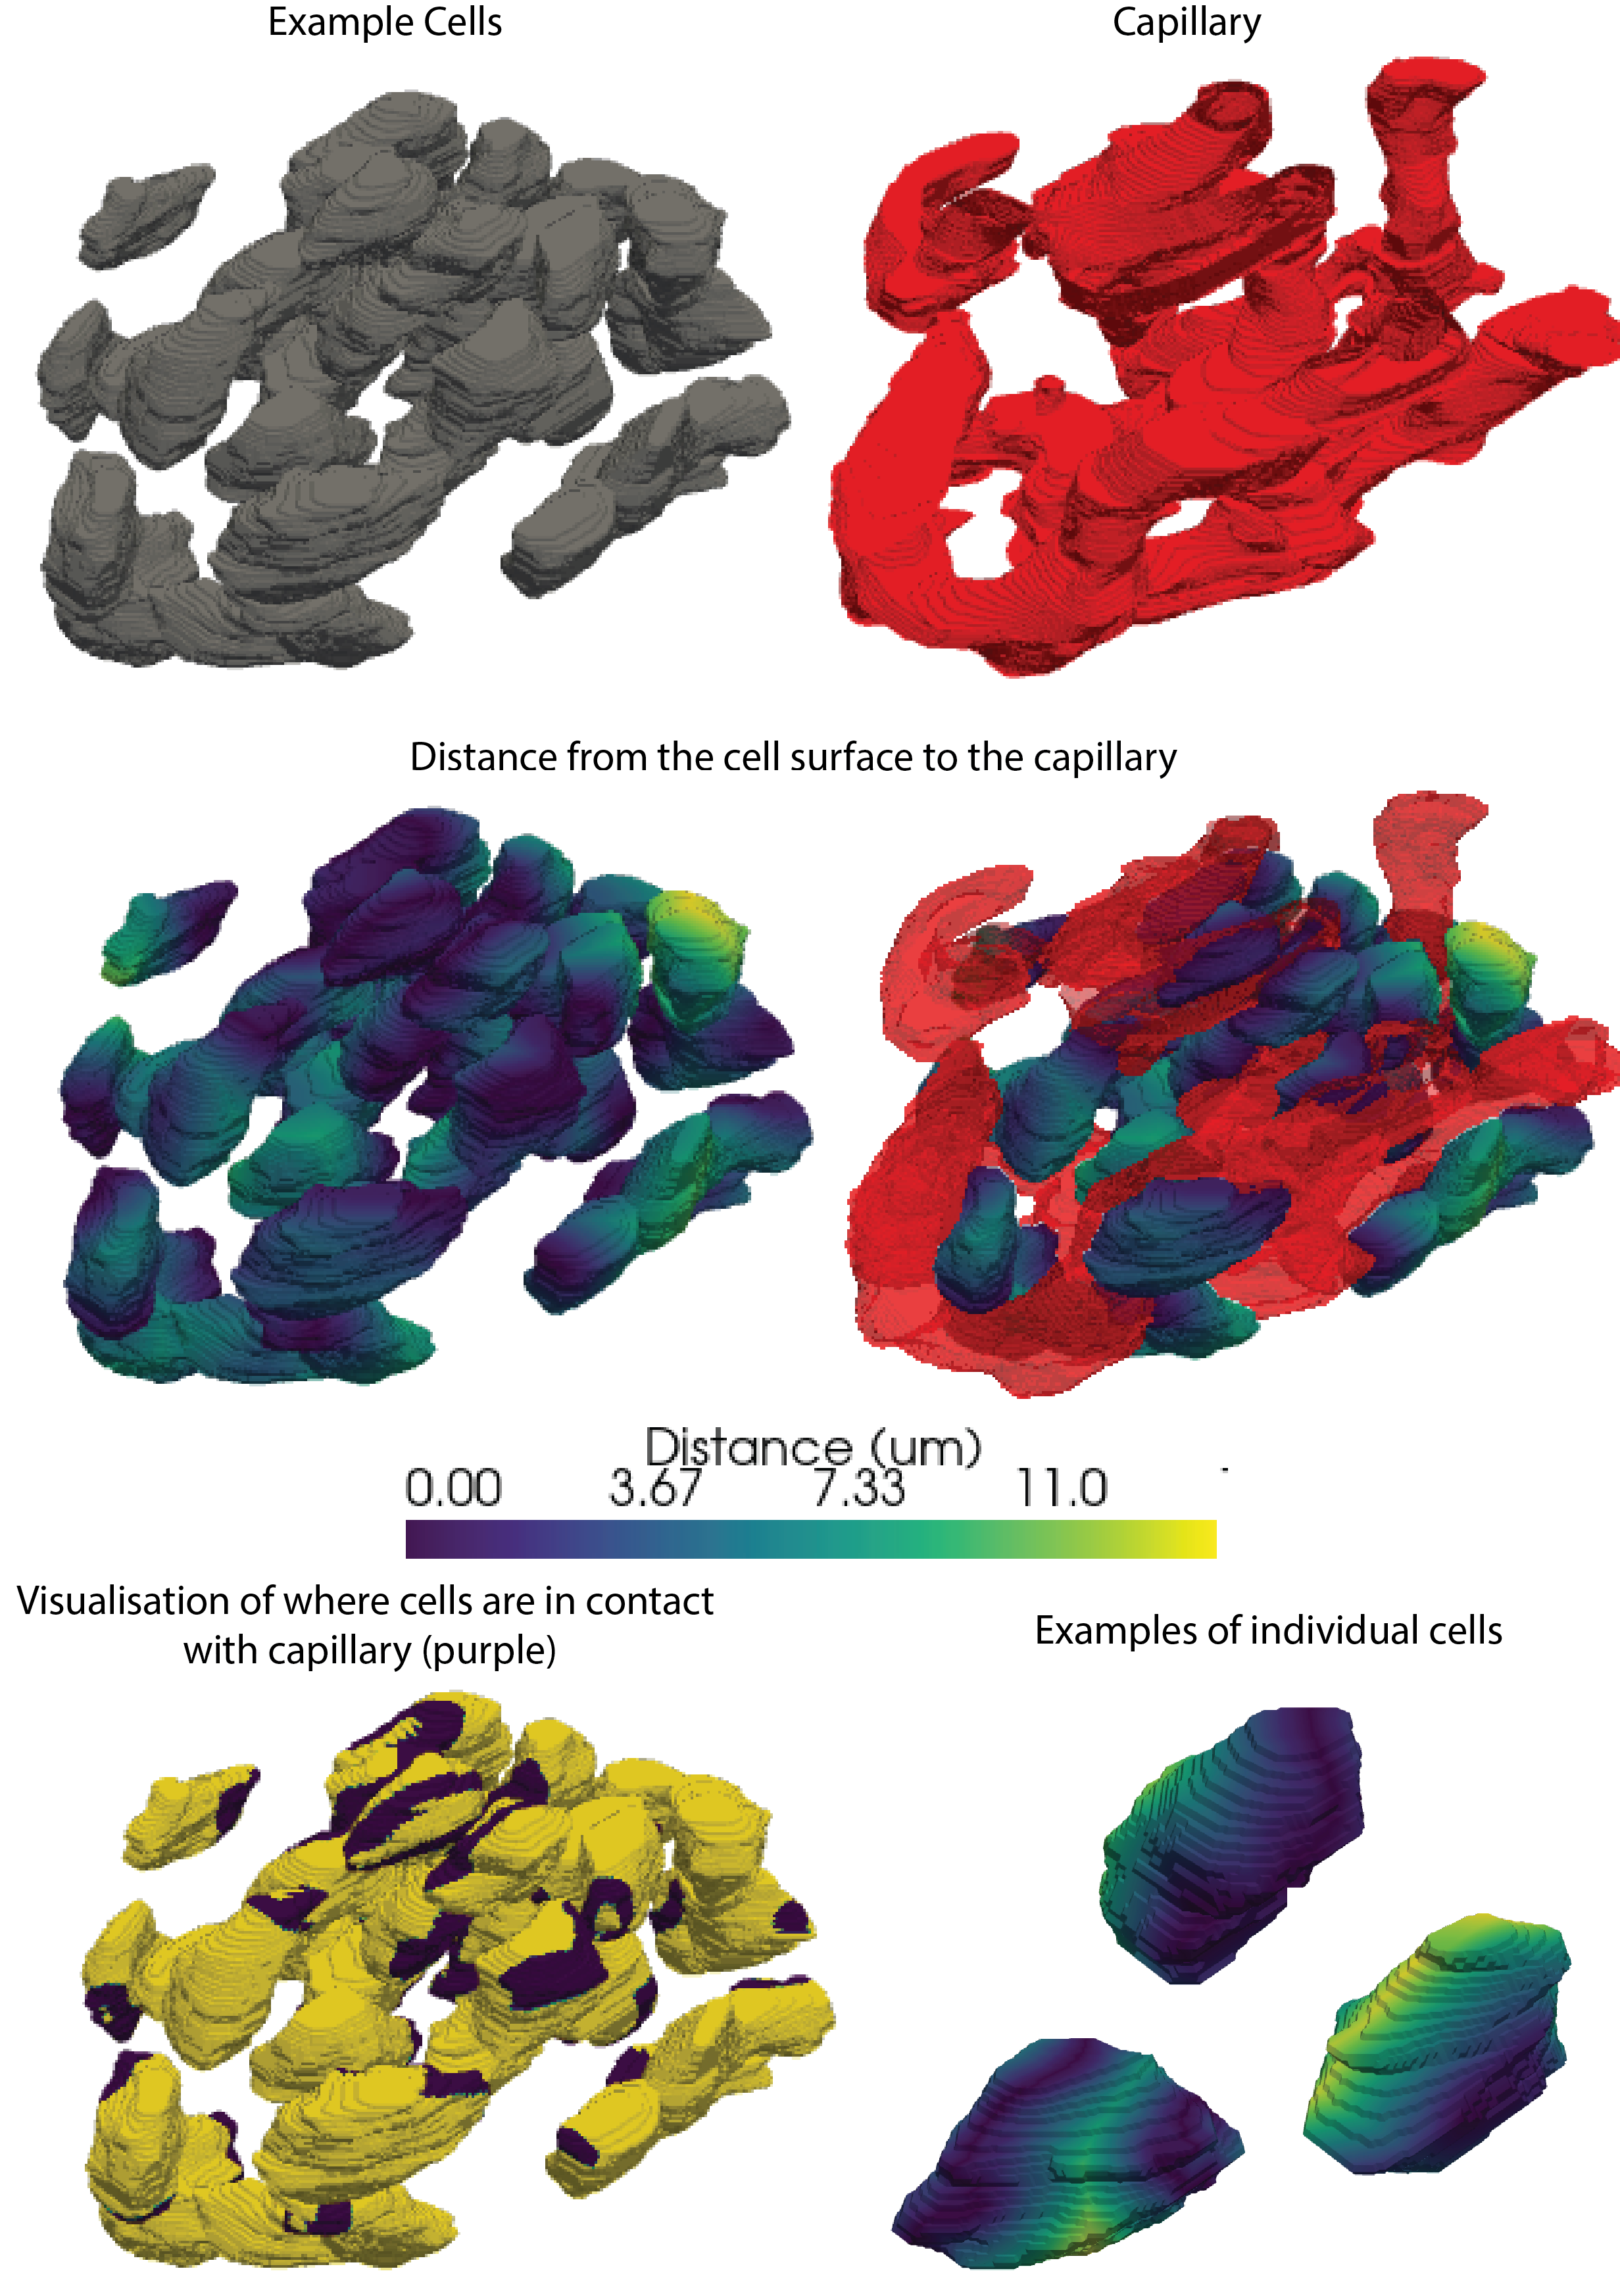 Example Cells
Capillary
Distance from the cell surface to the capillary
Distance (um)
0.00 3.67 7.33 11.0
Visualisation of where cells are in contact
with capillary (purple)
Examples of individual cells